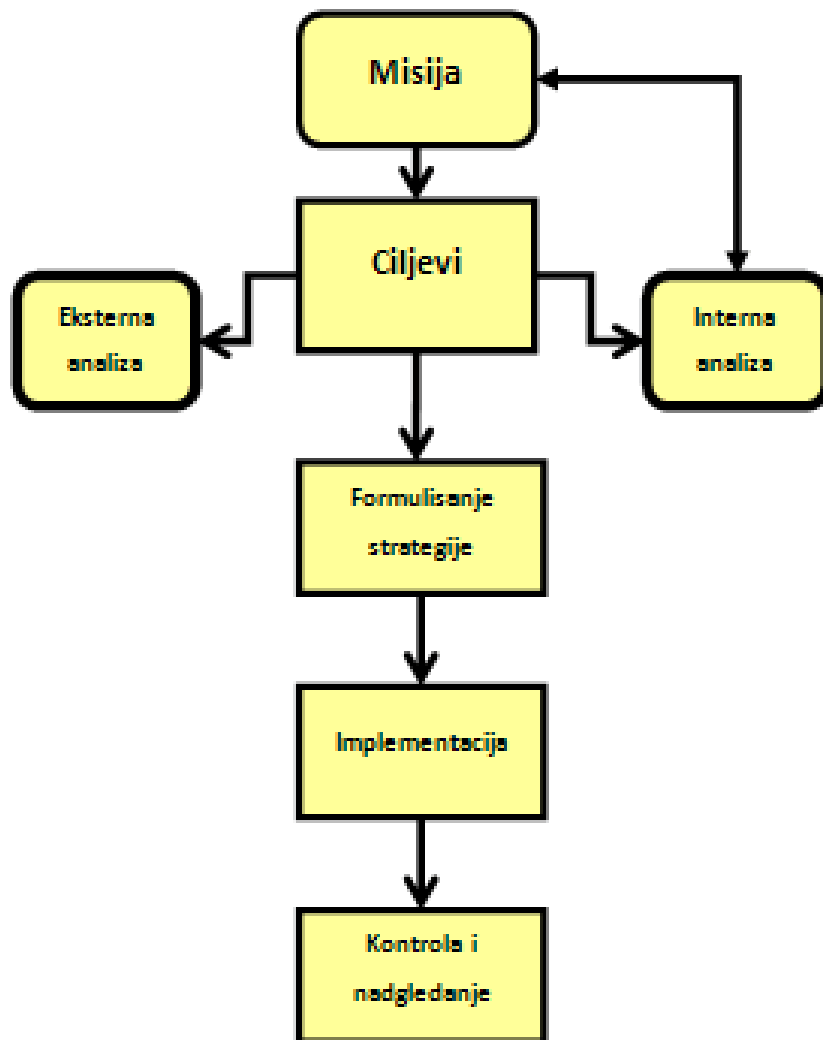 Misija
Ciljevi
Eksterna
analiza
Interna
analiza
Formulisanje
strategije
Implementacija
Kontrola i
nadgledanje